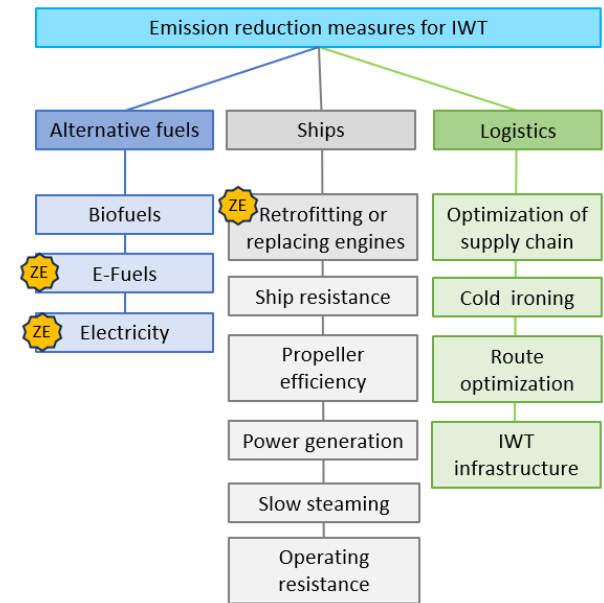 Emission reduction measures for IWT
Alternative fuels
Biofuels
ZE
E-Fuels
ZE
Electricity
Ships
ZE
Retrofitting or
replacing engines
Ship resistance
Propeller
efficiency
Power generation
Slow steaming
Operating
resistance
Logistics
Optimization of
supply chain
Cold ironing
Route
optimization
IWT
infrastructure